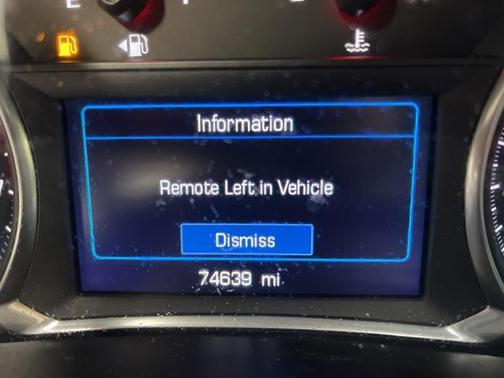 E
Information
Remote Left in Vehicle
Dismiss
74639 mi